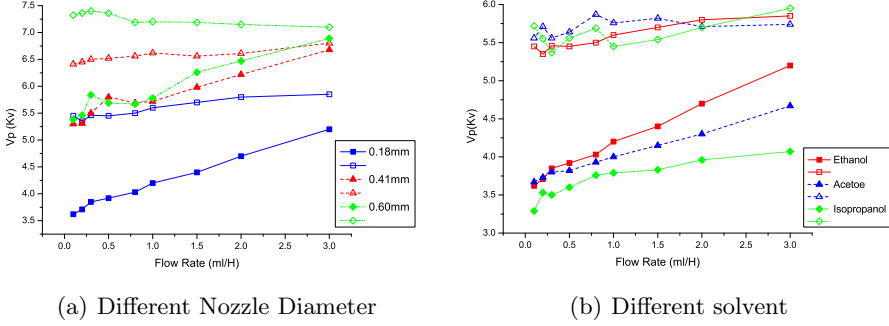 7.5
7.0
6.5
6.0
5.5
5.0
4.5
4.0
3.5
Vp (Kv)
0.18mm
0.41mm
0.60mm
0.0 0.5 1.0 1.5 2.0 2.5 3.0
Flow Rate (ml/H)
(a) Different Nozzle Diameter
6.0
5.5
5.0
4.5
4.0
3.5
3.0
Vp(Kv)
Ethanol
Acetoe
Isopropanol
0.0 0.5 1.0 1.5 2.0 2.5 3.0
Flow Rate (ml/H)
(b) Different solvent